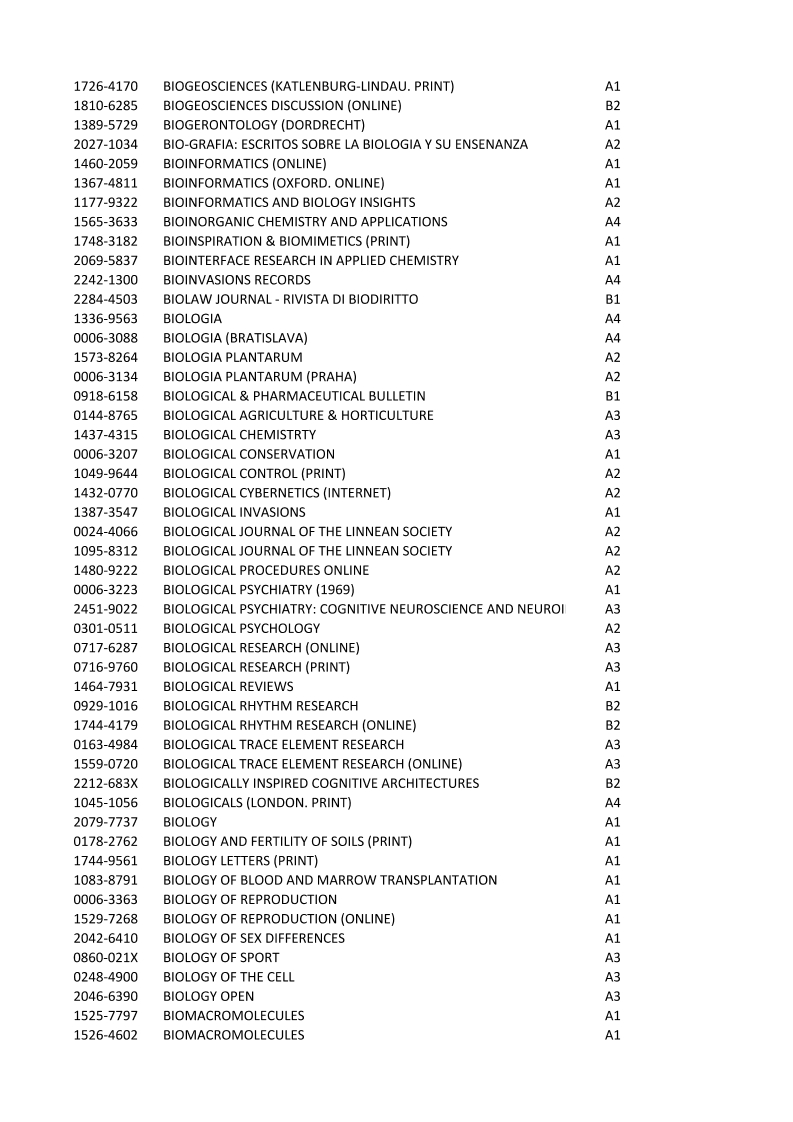 1726-4170 BIOGEOSCIENCES (KATLENBURG-LINDAU. PRINT) A1
1810-6285 BIOGEOSCIENCES DISCUSSION (ONLINE) B2
1389-5729 BIOGERONTOLOGY (DORDRECHT) A1
2027-1034 BIO-GRAFIA: ESCRITOS SOBRE LA BIOLOGIA Y SU ENSENANZA A2
1460-2059 BIOINFORMATICS (ONLINE) A1
1367-4811 BIOINFORMATICS (OXFORD. ONLINE) A1
1177-9322 BIOINFORMATICS AND BIOLOGY INSIGHTS A2
1565-3633 BIOINORGANIC CHEMISTRY AND APPLICATIONS A4
1748-3182 BIOINSPIRATION & BIOMIMETICS (PRINT) A1
2069-5837 BIOINTERFACE RESEARCH IN APPLIED CHEMISTRY A1
2242-1300 BIOINVASIONS RECORDS A4
2284-4503 BIOLAW JOURNAL - RIVISTA DI BIODIRITTO B1
1336-9563 BIOLOGIA A4
0006-3088 BIOLOGIA (BRATISLAVA) A4
1573-8264 BIOLOGIA PLANTARUM A2
0006-3134 BIOLOGIA PLANTARUM (PRAHA) A2
0918-6158 BIOLOGICAL & PHARMACEUTICAL BULLETIN B1
0144-8765 BIOLOGICAL AGRICULTURE & HORTICULTURE A3
1437-4315 BIOLOGICAL CHEMISTRTY A3
0006-3207 BIOLOGICAL CONSERVATION A1
1049-9644 BIOLOGICAL CONTROL (PRINT) A2
1432-0770 BIOLOGICAL CYBERNETICS (INTERNET) A2
1387-3547 BIOLOGICAL INVASIONS A1
0024-4066 BIOLOGICAL JOURNAL OF THE LINNEAN SOCIETY A2
1095-8312 BIOLOGICAL JOURNAL OF THE LINNEAN SOCIETY A2
1480-9222 BIOLOGICAL PROCEDURES ONLINE A2
0006-3223 BIOLOGICAL PSYCHIATRY (1969) A1
2451-9022 BIOLOGICAL PSYCHIATRY: COGNITIVE NEUROSCIENCE AND NEUROI A3
0301-0511 BIOLOGICAL PSYCHOLOGY A2
0717-6287 BIOLOGICAL RESEARCH (ONLINE) A3
0716-9760 BIOLOGICAL RESEARCH (PRINT) A3
1464-7931 BIOLOGICAL REVIEWS A1
0929-1016 BIOLOGICAL RHYTHM RESEARCH B2
1744-4179 BIOLOGICAL RHYTHM RESEARCH (ONLINE) B2
0163-4984 BIOLOGICAL TRACE ELEMENT RESEARCH A3
1559-0720 BIOLOGICAL TRACE ELEMENT RESEARCH (ONLINE) A3
2212-683X BIOLOGICALLY INSPIRED COGNITIVE ARCHITECTURES B2
1045-1056 BIOLOGICALS (LONDON. PRINT) A4
2079-7737 BIOLOGY A1
0178-2762 BIOLOGY AND FERTILITY OF SOILS (PRINT) A1
1744-9561 BIOLOGY LETTERS (PRINT) A1
1083-8791 BIOLOGY OF BLOOD AND MARROW TRANSPLANTATION A1
0006-3363 BIOLOGY OF REPRODUCTION A1
1529-7268 BIOLOGY OF REPRODUCTION (ONLINE) A1
2042-6410 BIOLOGY OF SEX DIFFERENCES A1
0860-021X BIOLOGY OF SPORT A3
0248-4900 BIOLOGY OF THE CELL A3
2046-6390 BIOLOGY OPEN A3
1525-7797 BIOMACROMOLECULES A1
1526-4602 BIOMACROMOLECULES A1